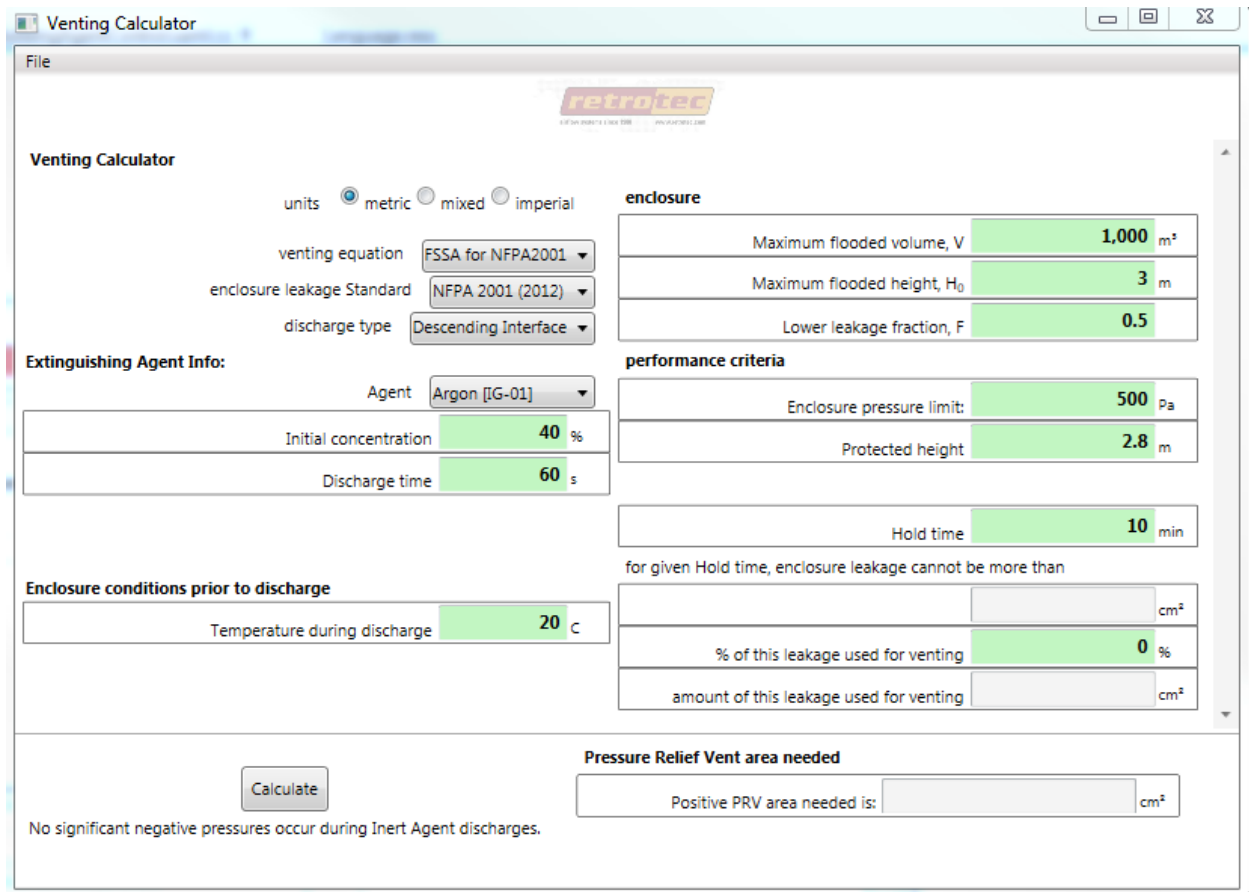 Venting Calculator
File
retrotec
Venting Calculator
units metric mixed imperial
venting equation FSSA for NFPA2001
enclosure leakage Standard NFPA 2001 (2012)
discharge type Descending Interface
Extinguishing Agent Info:
Agent Argon [IG-01]
Initial concentration 40 %
Discharge time 60 s
Enclosure conditions prior to discharge
Temperature during discharge 20 C
enclosure
Maximum flooded volume, V 1,000 m³
Maximum flooded height, H₀ 3 m
Lower leakage fraction, F 0.5
performance criteria
Enclosure pressure limit: 500 Pa
Protected height 2.8 m
Hold time 10 min
for given Hold time, enclosure leakage cannot be more than
cm²
% of this leakage used for venting 0 %
amount of this leakage used for venting cm²
Calculate
No significant negative pressures occur during Inert Agent discharges.
Pressure Relief Vent area needed
Positive PRV area needed is: cm²